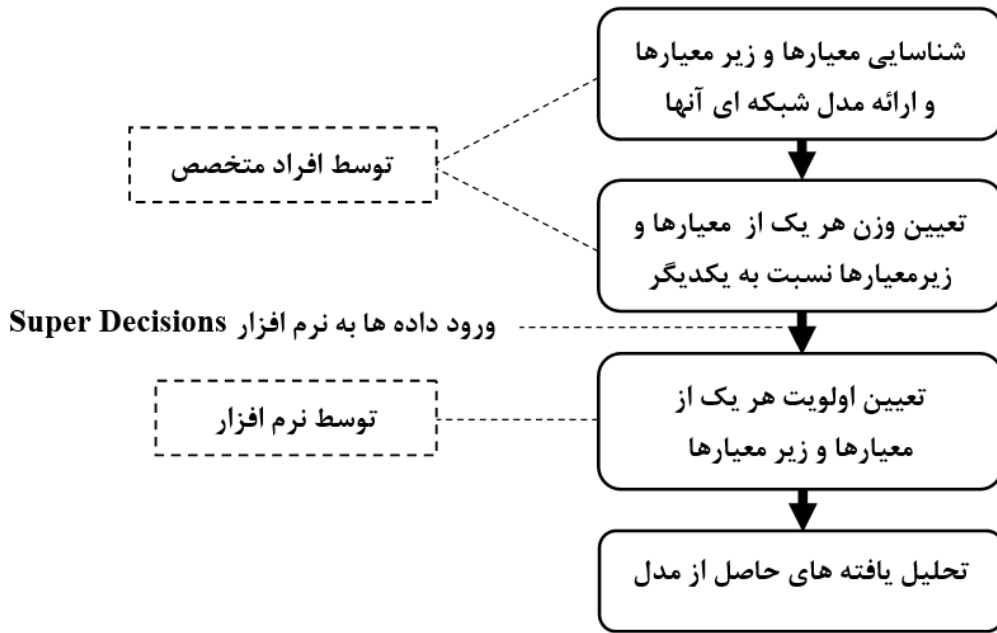 شناسایی معیارها و زیر معیارها
و ارائه مدل شبکه ای آنها
توسط افراد متخصص
تعیین وزن هر یک از معیارها و
زیرمعیارها نسبت به یکدیگر
ورود داده ها به نرم افزار Super Decisions
تعیین اولویت هر یک از
معیارها و زیر معیارها
توسط نرم افزار
تحلیل یافته های حاصل از مدل